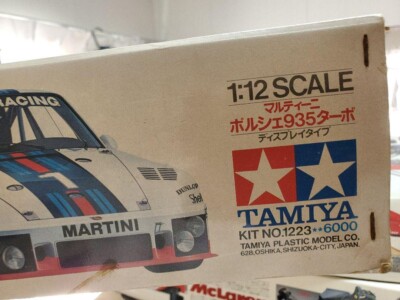 1:12 SCALE
マルティーニ
ポルシェ935ターボ
ディスプレイタイプ
RACING
1
DUNLOP
Shell
MARTINI
TAMIYA
KIT NO.1223★★6000
TAMIYA PLASTIC MODEL CO.
628,OSHIKA,SHIZUOKA-CITY,JAPAN.
McLare